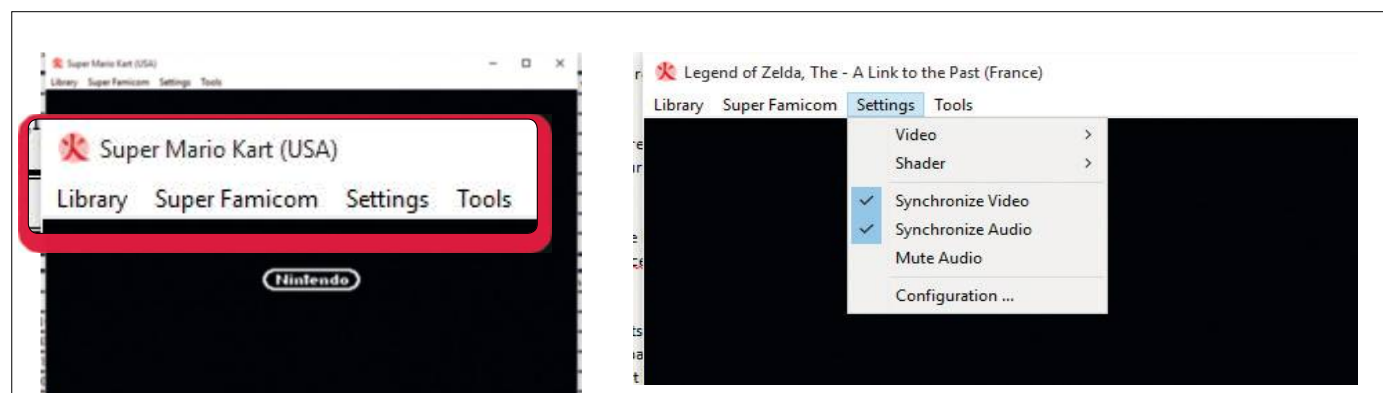 Super Mario Kart (USA)
Library Super Famicom Settings Tools
Super Mario Kart (USA)
Library Super Famicom Settings Tools
Nintendo
Legend of Zelda, The - A Link to the Past (France)
Library Super Famicom Settings Tools
Video
Shader
Synchronize Video
Synchronize Audio
Mute Audio
Configuration ...